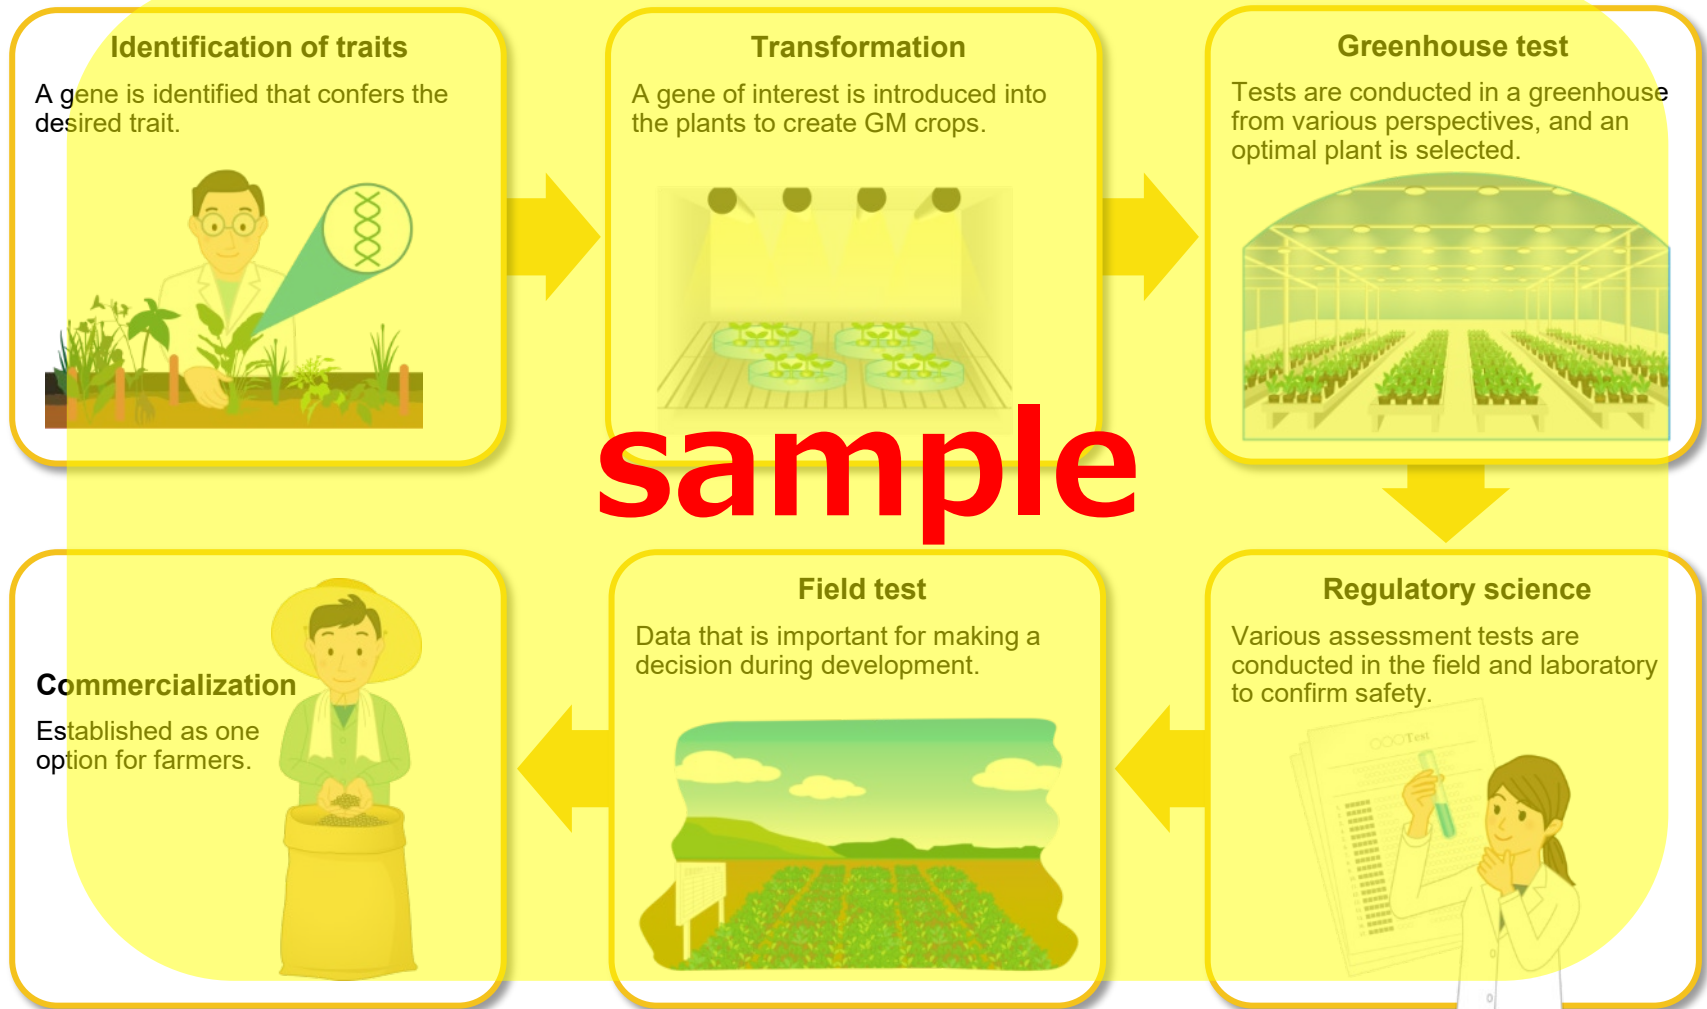 Identification of traits
A gene is identified that confers the
desired trait.
Transformation
A gene of interest is introduced into
the plants to create GM crops.
Greenhouse test
Tests are conducted in a greenhouse
from various perspectives, and an
optimal plant is selected.
sample
Commercialization
Established as one
option for farmers.
Field test
Data that is important for making a
decision during development.
Regulatory science
Various assessment tests are
conducted in the field and laboratory
to confirm safety.
○○○Test